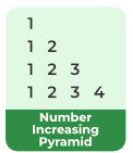 1
1 2
1 2 3
1 2 3 4
Number
Increasing
Pyramid